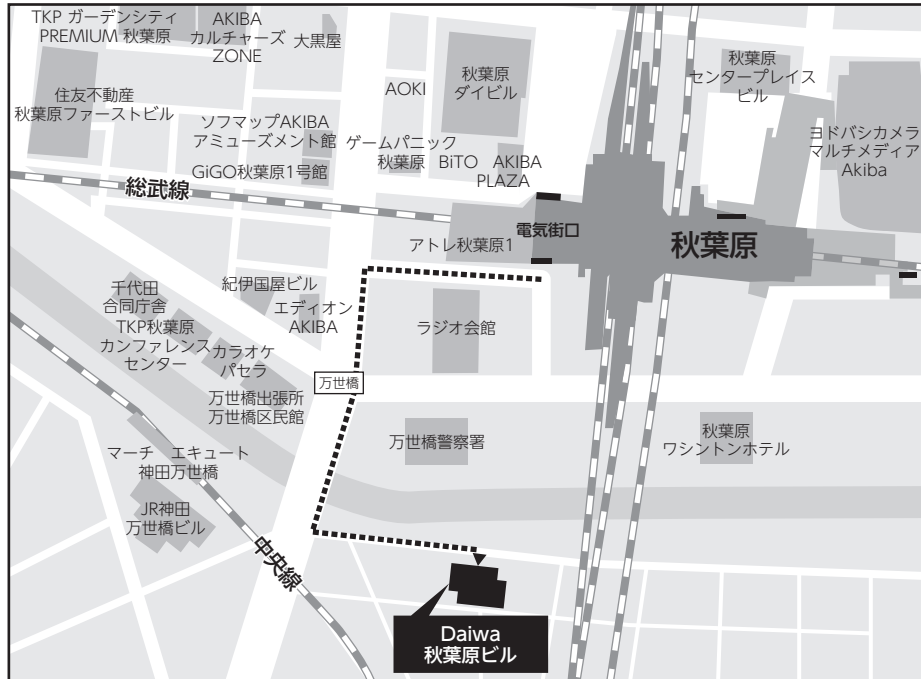 TKP ガーデンシティ
PREMIUM 秋葉原
AKIBA
カルチャーズ
ZONE
大黒屋
住友不動産
秋葉原ファーストビル
AOKI
秋葉原
ダイビル
秋葉原
センタープレイス
ビル
ヨドバシカメラ
マルチメディア
Akiba
ソフマップAKIBA
アミューズメント館
ゲームパニック
秋葉原
BiTO AKIBA
PLAZA
GiGO秋葉原1号館
総武線
電気街口
アトレ秋葉原1
秋葉原
千代田
合同庁舎
紀伊国屋ビル
エディオン
AKIBA
TKP秋葉原
カンファレンス
センター
カラオケ
パセラ
ラジオ会館
万世橋
万世橋出張所
万世橋区民館
万世橋警察署
秋葉原
ワシントンホテル
マーチ エキュート
神田万世橋
JR神田
万世橋ビル
中央線
Daiwa
秋葉原ビル